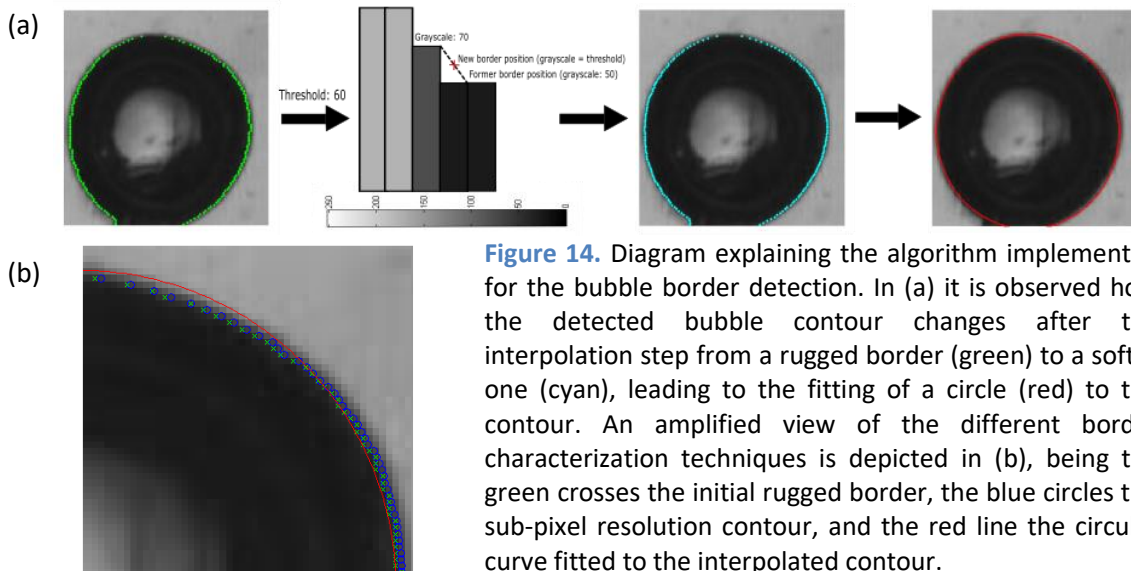 (a)
Threshold: 60
Grayscale: 70
New border position (grayscale = threshold)
Former border position (grayscale: 50)
250
200
150
100
50
0
(b)
Figure 14. Diagram explaining the algorithm implement
for the bubble border detection. In (a) it is observed ho
the detected bubble contour changes after t
interpolation step from a rugged border (green) to a soft
one (cyan), leading to the fitting of a circle (red) to t
contour. An amplified view of the different bord
characterization techniques is depicted in (b), being t
green crosses the initial rugged border, the blue circles t
sub-pixel resolution contour, and the red line the circu
curve fitted to the interpolated contour.